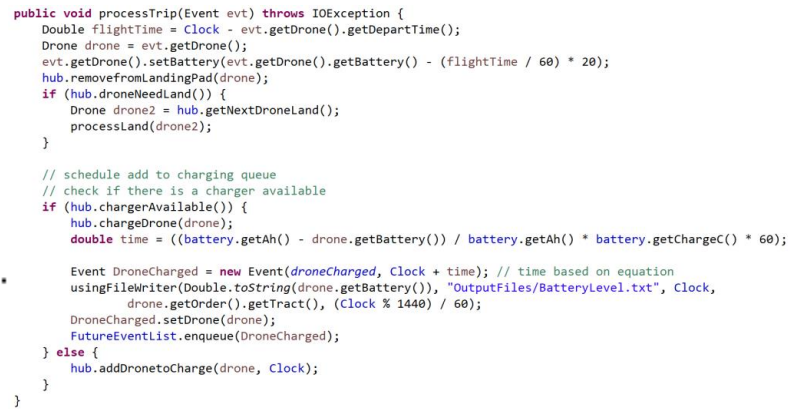 public void processTrip(Event evt) throws IOException {
    Double flightTime = Clock - evt.getDrone().getDepartTime();
    Drone drone = evt.getDrone();
    evt.getDrone().setBattery(evt.getDrone().getBattery() - (flightTime / 60) * 20);
    hub.removefromLandingPad(drone);
    if (hub.droneNeedLand()) {
        Drone drone2 = hub.getNextDroneLand();
        processLand(drone2);
    }

    // schedule add to charging queue
    // check if there is a charger available
    if (hub.chargerAvailable()) {
        hub.chargeDrone(drone);
        double time = ((battery.getAh() - drone.getBattery()) / battery.getAh() * battery.getChargeC() * 60);

        Event DroneCharged = new Event(droneCharged, Clock + time); // time based on equation
        usingFileWriter(Double.toString(drone.getBattery()), "OutputFiles/BatteryLevel.txt", Clock,
                drone.getOrder().getTract(), (Clock % 1440) / 60);
        DroneCharged.setDrone(drone);
        FutureEventList.enqueue(DroneCharged);
    } else {
        hub.addDronetoCharge(drone, Clock);
    }
}